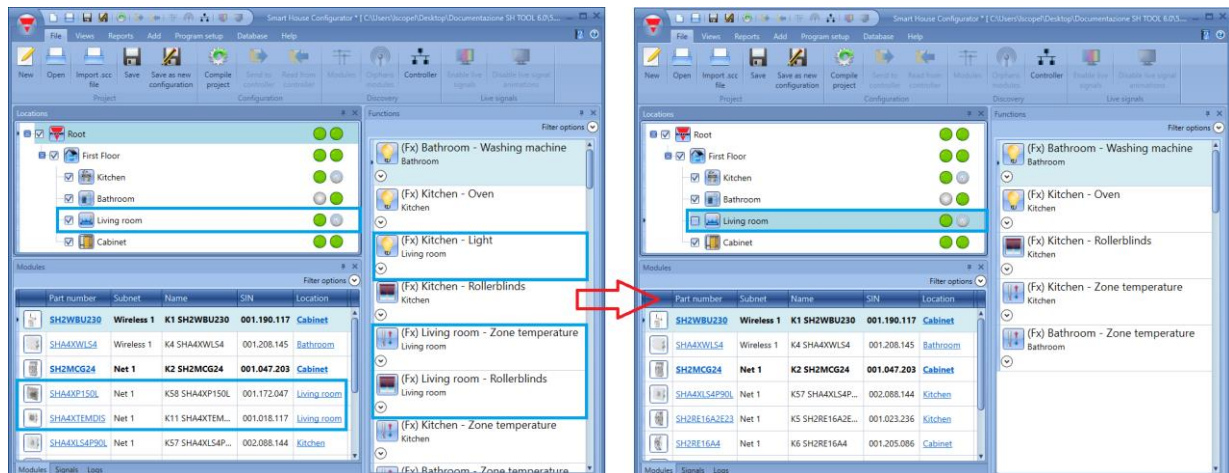 Smart House Configurator * [ C:\Users\lscopel\Desktop\Documentazione SH TOOL 6.0\5....
File Views Reports Add Program setup Database Help
New Open Import .scc file Save Save as new configuration Compile project Send to controller Read from controller Modules Orphans modules Controller Enable live signals Disable live signal animations
Project Configuration Discovery Live signals
Locations
Root
First Floor
Kitchen
Bathroom
Living room
Cabinet
Modules
Filter options
Part number Subnet Name SIN Location
SH2WBU230 Wireless 1 K1 SH2WBU230 001.190.117 Cabinet
SHA4XWLS4 Wireless 1 K4 SHA4XWLS4 001.208.145 Bathroom
SH2MCG24 Net 1 K2 SH2MCG24 001.047.203 Cabinet
SHA4XP150L Net 1 K58 SHA4XP150L 001.172.047 Living room
SHA4XTEMDIS Net 1 K11 SHA4XTEM... 001.018.117 Living room
SHA4XLS4P90L Net 1 K57 SHA4XLS4P... 002.088.144 Kitchen
Modules Signals Logs
Functions
Filter options
(Fx) Bathroom - Washing machine
Bathroom
(Fx) Kitchen - Oven
Kitchen
(Fx) Kitchen - Light
Living room
(Fx) Kitchen - Rollerblinds
Kitchen
(Fx) Living room - Zone temperature
Living room
(Fx) Living room - Rollerblinds
Living room
(Fx) Kitchen - Zone temperature
Kitchen
(Fx) Bathroom - Zone temperature
Smart House Configurator * [ C:\Users\lscopel\Desktop\Documentazione SH TOOL 6.0\5....
File Views Reports Add Program setup Database Help
New Open Import .scc file Save Save as new configuration Compile project Send to controller Read from controller Modules Orphans modules Controller Enable live signals Disable live signal animations
Project Configuration Discovery Live signals
Locations
Root
First Floor
Kitchen
Bathroom
Living room
Cabinet
Modules
Filter options
Part number Subnet Name SIN Location
SH2WBU230 Wireless 1 K1 SH2WBU230 001.190.117 Cabinet
SHA4XWLS4 Wireless 1 K4 SHA4XWLS4 001.208.145 Bathroom
SH2MCG24 Net 1 K2 SH2MCG24 001.047.203 Cabinet
SHA4XLS4P90L Net 1 K57 SHA4XLS4P... 002.088.144 Kitchen
SH2RE16A2E23 Net 1 K5 SH2RE16A2E... 001.023.236 Kitchen
SH2RE16A4 Net 1 K6 SH2RE16A4 001.205.086 Cabinet
Modules Signals Logs
Functions
Filter options
(Fx) Bathroom - Washing machine
Bathroom
(Fx) Kitchen - Oven
Kitchen
(Fx) Kitchen - Rollerblinds
Kitchen
(Fx) Kitchen - Zone temperature
Kitchen
(Fx) Bathroom - Zone temperature
Bathroom